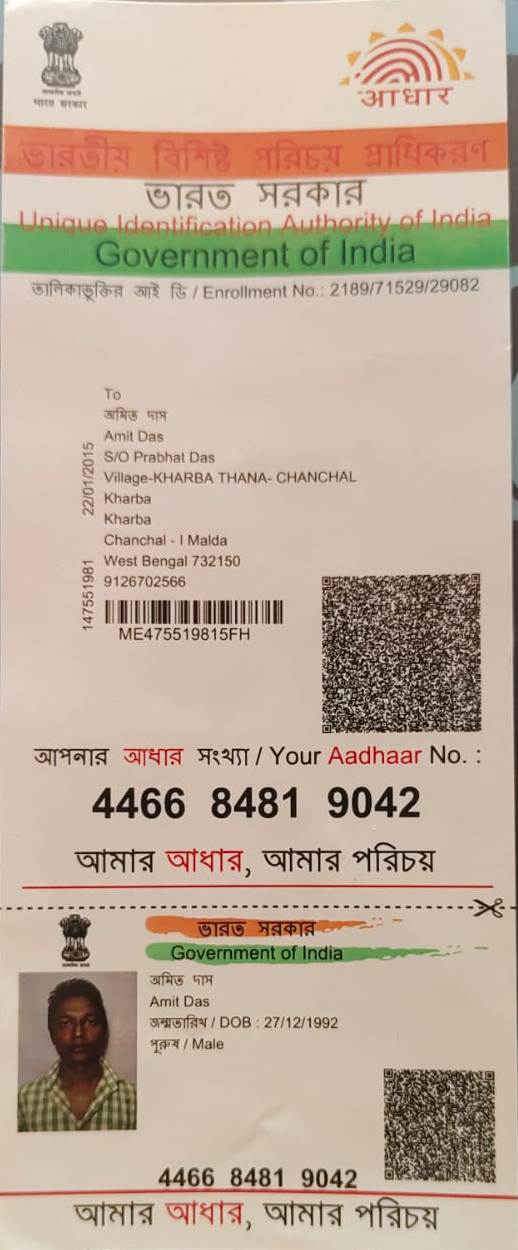 भारत सरकार
आधार
ভারতীয় বিশিষ্ট পরিচয় প্রাধিকরণ
ভারত সরকার
Unique Identification Authority of India
Government of India
তালিকাভুক্তির আই ডি / Enrollment No.: 2189/71529/29082
To
অমিত দাস
Amit Das
S/O Prabhat Das
Village-KHARBA THANA- CHANCHAL
Kharba
Kharba
Chanchal - I Malda
West Bengal 732150
9126702566
22/01/2015
147551981
ME475519815FH
আপনার আধার সংখ্যা / Your Aadhaar No. :
4466 8481 9042
আমার আধার, আমার পরিচয়
ভারত সরকার
Government of India
অমিত দাস
Amit Das
জন্মতারিখ / DOB : 27/12/1992
পুরুষ / Male
4466 8481 9042
আমার আধার, আমার পরিচয়